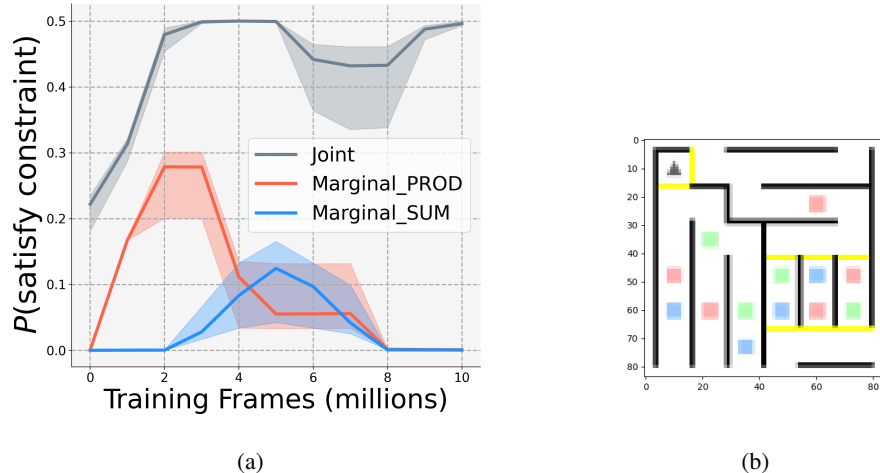 P(satisfy constraint)
0.5
0.4
0.3
0.2
0.1
0.0
Joint
Marginal_PROD
Marginal_SUM
0 2 4 6 8 10
Training Frames (millions)
(a)
0
10
20
30
40
50
60
70
80
0 20 40 60 80
(b)